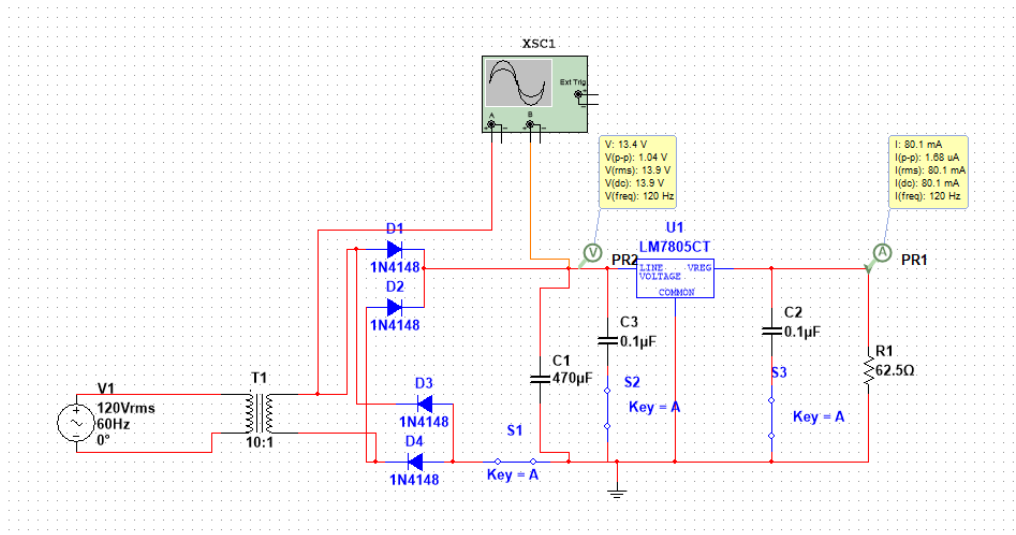 XSC1
Ext Trig
+
-
A
B
+ -
+ -
V: 13.4 V
V(p-p): 1.04 V
V(rms): 13.9 V
V(dc): 13.9 V
V(freq): 120 Hz
I: 80.1 mA
I(p-p): 1.68 uA
I(rms): 80.1 mA
I(dc): 80.1 mA
I(freq): 120 Hz
D1
1N4148
D2
1N4148
V
PR2
U1
LM7805CT
LINE VREG
VOLTAGE
COMMON
A
PR1
C3
0.1µF
C2
0.1µF
C1
470µF
R1
62.5Ω
S2
Key = A
S3
Key = A
V1
120Vrms
60Hz
0°
T1
10:1
D3
1N4148
D4
1N4148
S1
Key = A